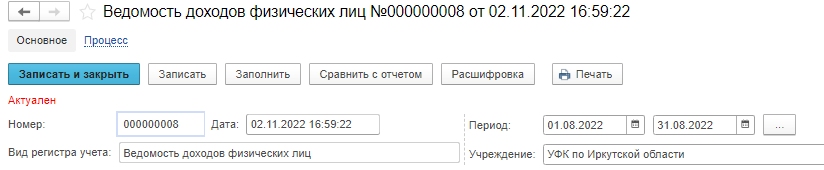 Ведомость доходов физических лиц №000000008 от 02.11.2022 16:59:22
Основное Процесс
Записать и закрыть Записать Заполнить Сравнить с отчетом Расшифровка Печать
Актуален
Номер: 000000008 Дата: 02.11.2022 16:59:22 Период: 01.08.2022 31.08.2022 ...
Вид регистра учета: Ведомость доходов физических лиц Учреждение: УФК по Иркутской области